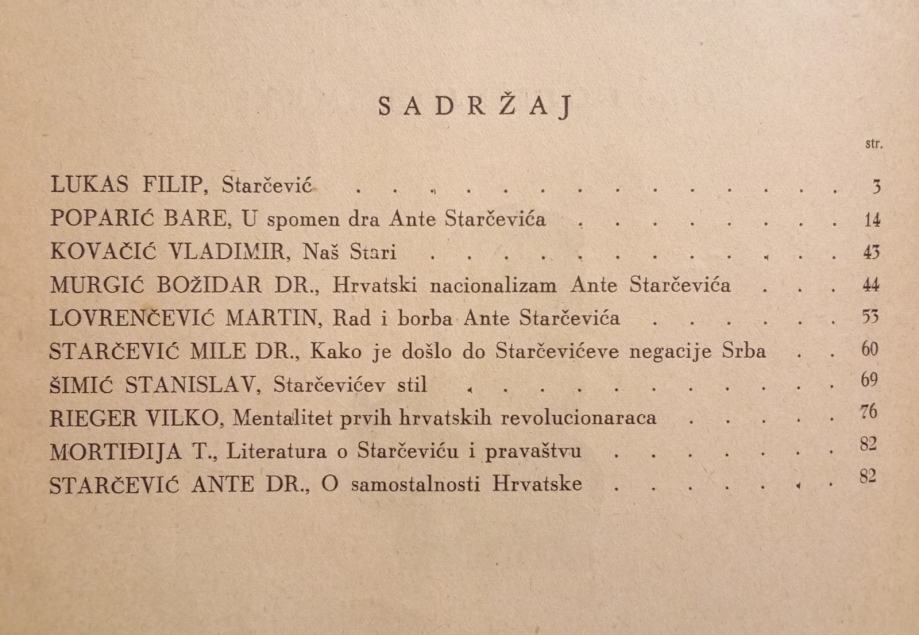 SADRŽAJ
str.
LUKAS FILIP, Starčević . . . . . . . . . . . . . . 3
POPARIĆ BARE, U spomen dra Ante Starčevića . . . . . . . . 14
KOVAČIĆ VLADIMIR, Naš Stari . . . . . . . . . . . . 43
MURGIĆ BOŽIDAR DR., Hrvatski nacionalizam Ante Starčevića . . . 44
LOVRENČEVIĆ MARTIN, Rad i borba Ante Starčevića . . . . . . 53
STARČEVIĆ MILE DR., Kako je došlo do Starčevićeve negacije Srba . . 60
ŠIMIĆ STANISLAV, Starčevićev stil . . . . . . . . . . . 69
RIEGER VILKO, Mentalitet prvih hrvatskih revolucionaraca . . . . . 76
MORTIĐIJA T., Literatura o Starčeviću i pravaštvu . . . . . . . 82
STARČEVIĆ ANTE DR., O samostalnosti Hrvatske . . . . . . . 82